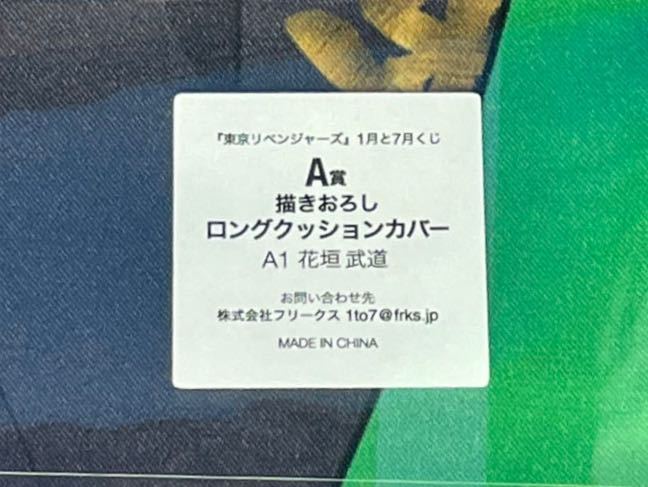 『東京リベンジャーズ』1月と7月くじ
A賞
描きおろし
ロングクッションカバー
A1 花垣 武道
お問い合わせ先
株式会社フリークス 1to7@frks.jp
MADE IN CHINA